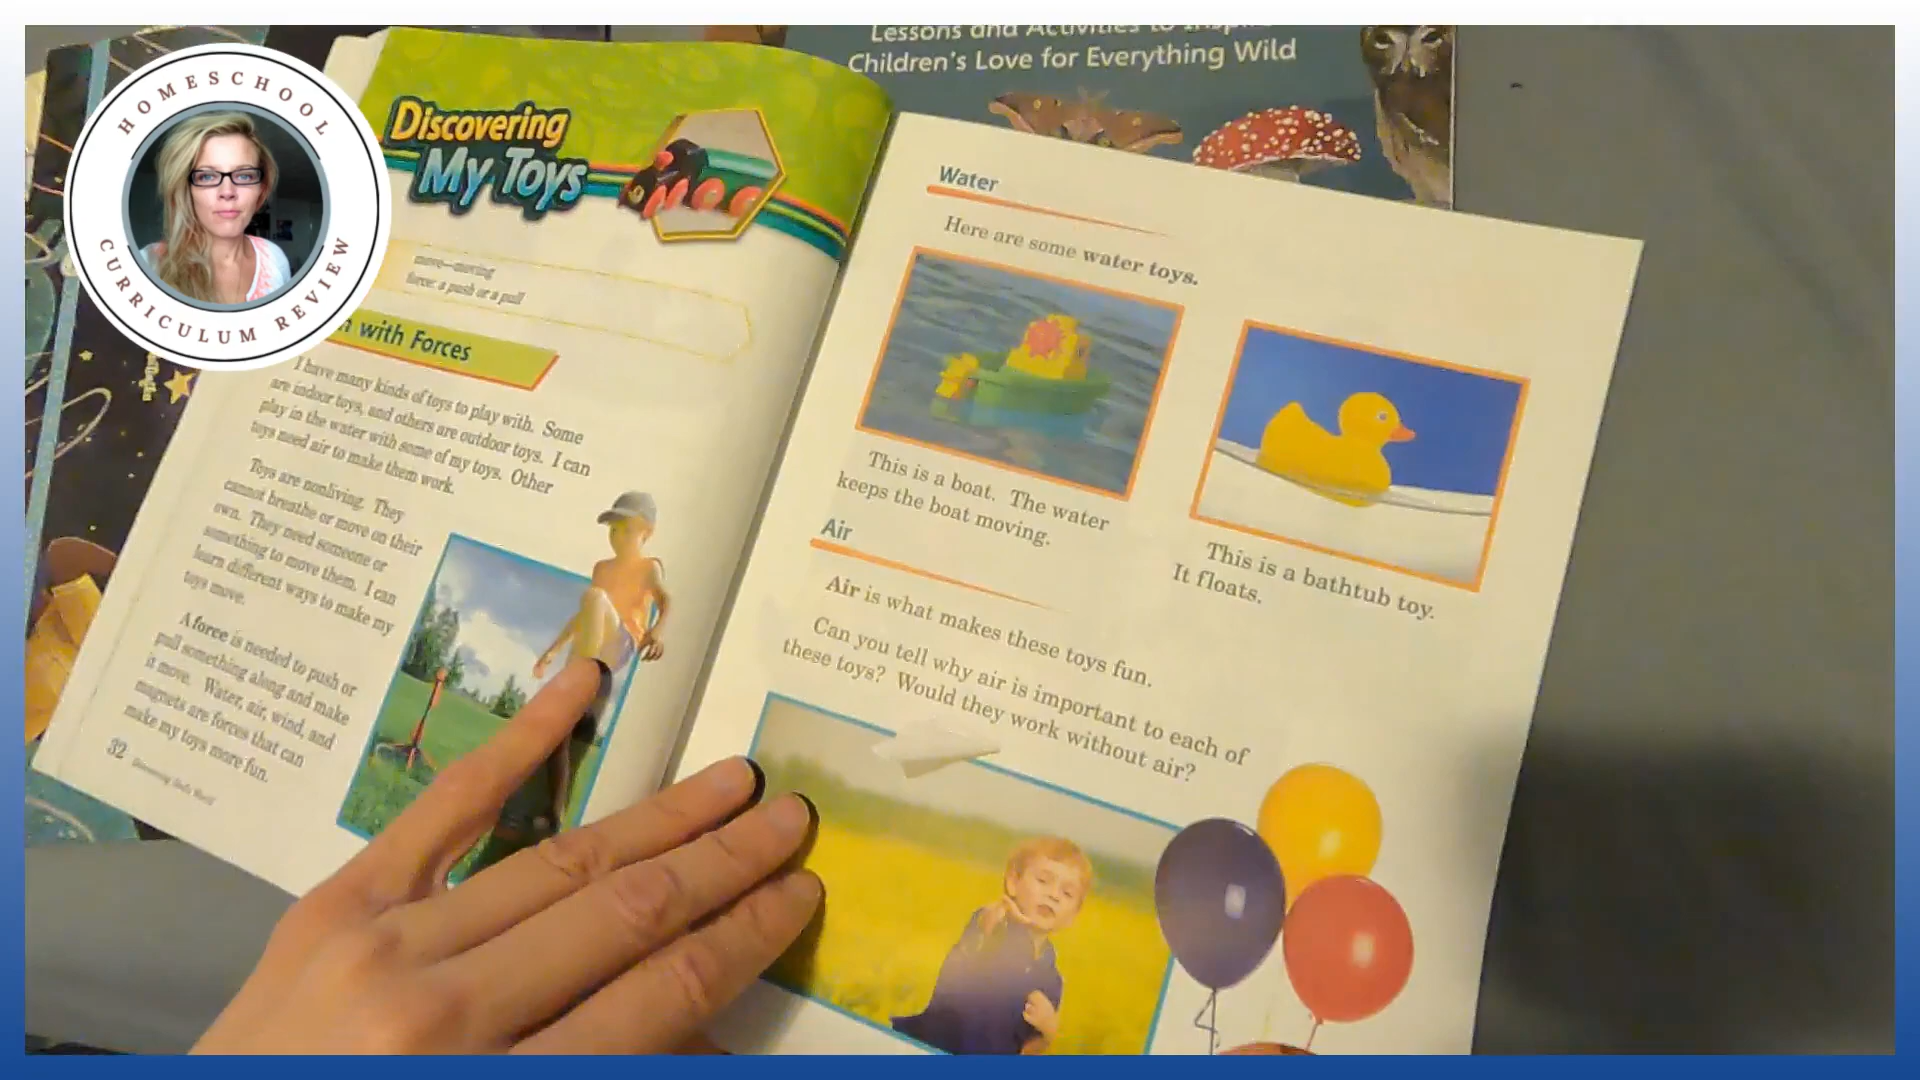 HOMESCHOOL
CURRICULUM REVIEW
Lessons and Activities to Inspire
Children's Love for Everything Wild
Discovering
My Toys
move—moving
force: a push or a pull
with Forces
I have many kinds of toys to play with. Some
are indoor toys, and others are outdoor toys. I can
play in the water with some of my toys. Other
toys need air to make them work.
Toys are nonliving. They
cannot breathe or move on their
own. They need someone or
something to move them. I can
learn different ways to make my
toys move.
A force is needed to push or
pull something along and make
it move. Water, air, wind, and
magnets are forces that can
make my toys more fun.
32 Discovering God's World
Water
Here are some water toys.
This is a boat. The water
keeps the boat moving.
This is a bathtub toy.
It floats.
Air
Air is what makes these toys fun.
Can you tell why air is important to each of
these toys? Would they work without air?